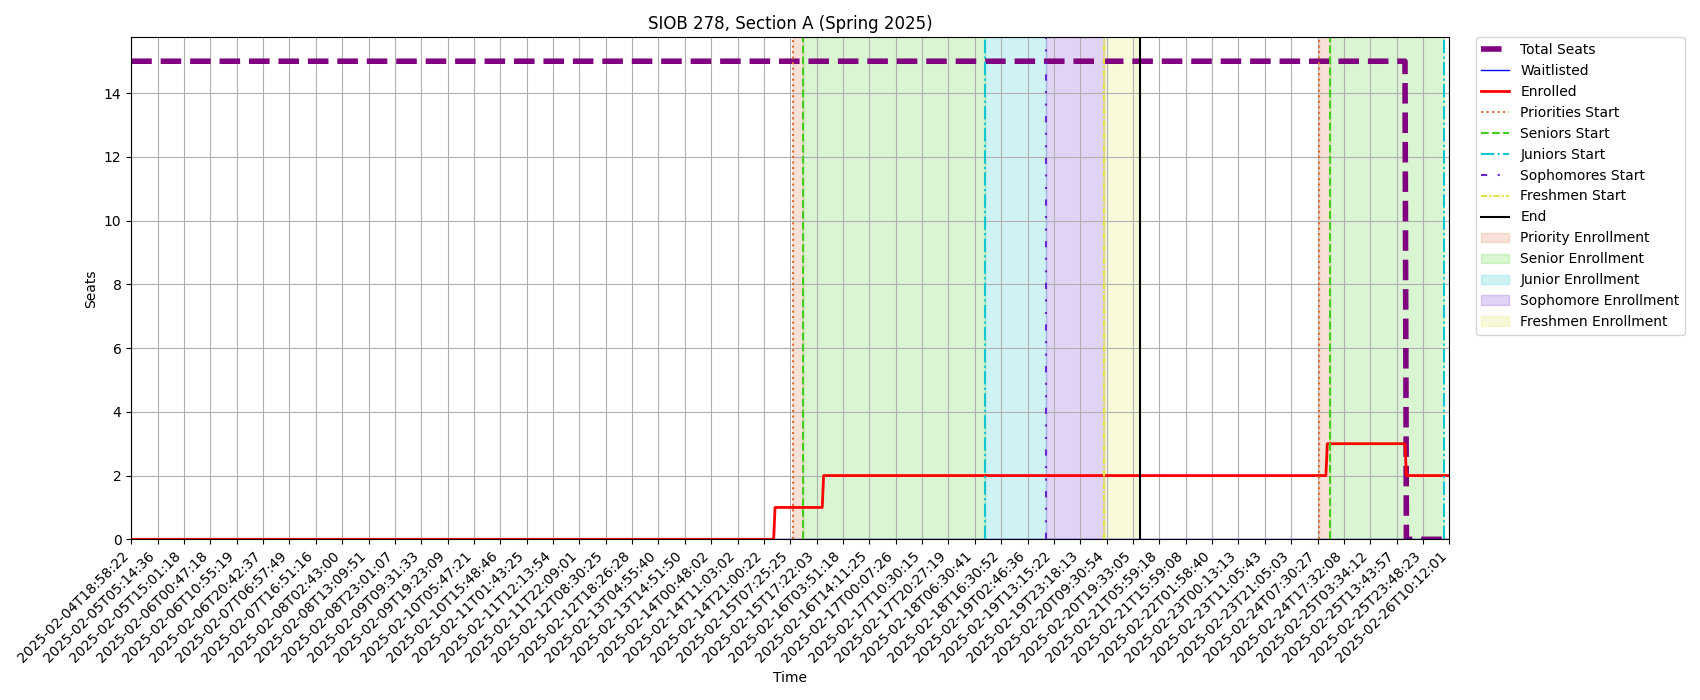 SIOB 278, Section A (Spring 2025)
Seats
14
12
10
8
6
4
2
0
2025-02-04T18:58:22
2025-02-05T05:14:36
2025-02-05T15:01:18
2025-02-06T00:47:18
2025-02-06T10:55:19
2025-02-06T20:42:37
2025-02-07T06:57:49
2025-02-07T16:51:16
2025-02-08T02:43:00
2025-02-08T13:09:51
2025-02-08T23:01:07
2025-02-09T09:31:33
2025-02-09T19:23:09
2025-02-10T05:47:21
2025-02-10T15:48:46
2025-02-11T01:43:25
2025-02-11T12:13:54
2025-02-11T22:09:01
2025-02-12T08:30:25
2025-02-12T18:26:28
2025-02-13T04:55:40
2025-02-13T14:51:50
2025-02-14T00:48:02
2025-02-14T11:03:02
2025-02-14T21:00:22
2025-02-15T07:25:25
2025-02-15T17:22:03
2025-02-16T03:51:18
2025-02-16T14:11:25
2025-02-17T00:07:26
2025-02-17T10:30:15
2025-02-17T20:27:19
2025-02-18T06:30:41
2025-02-18T16:30:52
2025-02-19T02:46:36
2025-02-19T13:15:22
2025-02-19T23:18:13
2025-02-20T09:30:54
2025-02-20T19:33:05
2025-02-21T05:59:18
2025-02-21T15:59:08
2025-02-22T01:58:40
2025-02-23T00:13:13
2025-02-23T11:05:43
2025-02-23T21:05:03
2025-02-24T07:30:27
2025-02-24T17:32:08
2025-02-25T03:34:12
2025-02-25T13:43:57
2025-02-25T23:48:23
2025-02-26T10:12:01
Time
Total Seats
Waitlisted
Enrolled
Priorities Start
Seniors Start
Juniors Start
Sophomores Start
Freshmen Start
End
Priority Enrollment
Senior Enrollment
Junior Enrollment
Sophomore Enrollment
Freshmen Enrollment